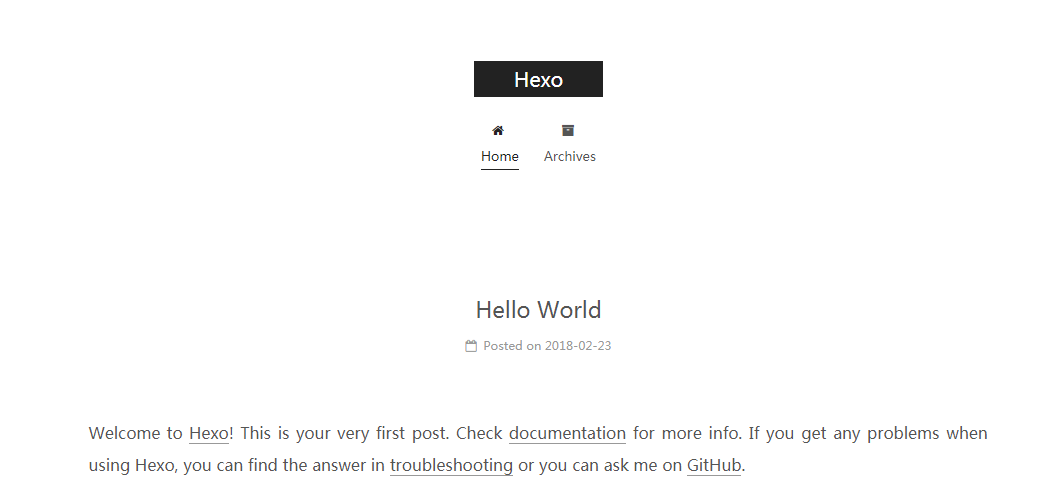 Hexo
Home
Archives
Hello World
Posted on 2018-02-23
Welcome to Hexo! This is your very first post. Check documentation for more info. If you get any problems when
using Hexo, you can find the answer in troubleshooting or you can ask me on GitHub.